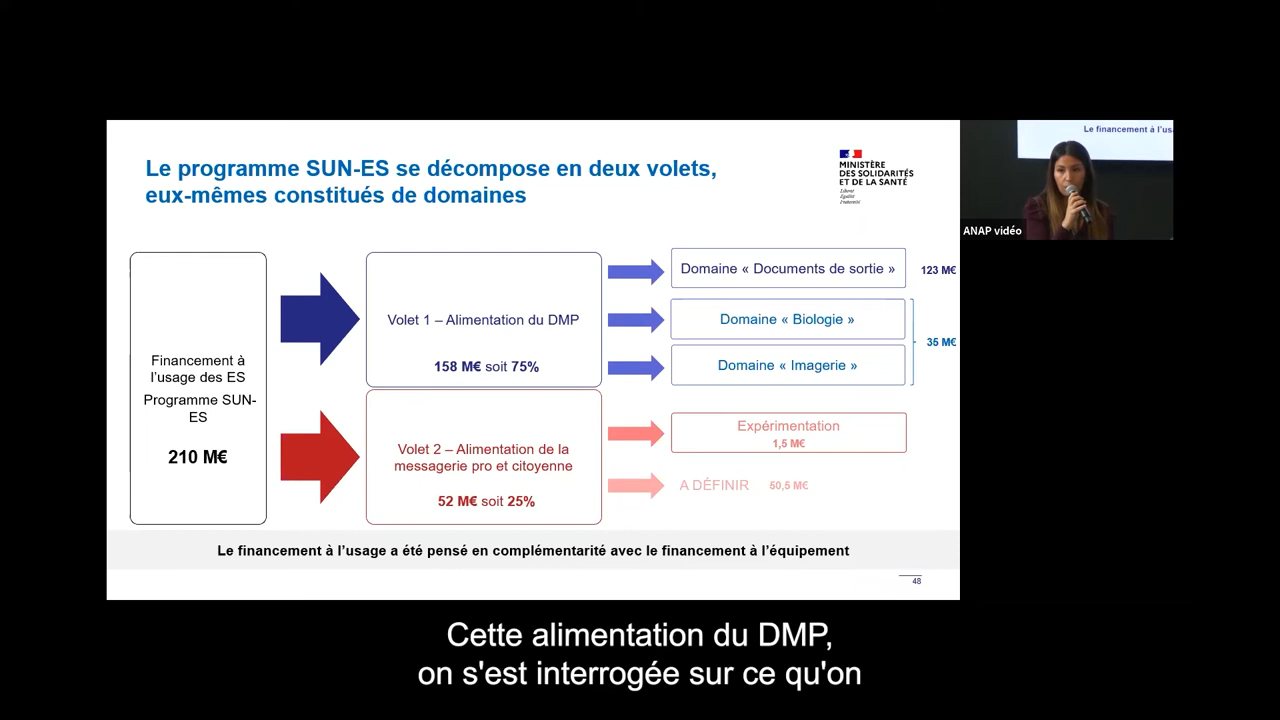 Le financement à l'us
Le programme SUN-ES se décompose en deux volets,
eux-mêmes constitués de domaines
MINISTÈRE
DES SOLIDARITÉS
ET DE LA SANTÉ
Liberté
Égalité
Fraternité
ANAP vidéo
Financement à
l'usage des ES
Programme SUN-
ES
210 M€
Volet 1 – Alimentation du DMP
158 M€ soit 75%
Domaine « Documents de sortie »
123 M€
Domaine « Biologie »
Domaine « Imagerie »
35 M€
Volet 2 – Alimentation de la
messagerie pro et citoyenne
52 M€ soit 25%
Expérimentation
1,5 M€
A DÉFINIR 50,5 M€
Le financement à l'usage a été pensé en complémentarité avec le financement à l'équipement
48
Cette alimentation du DMP,
on s'est interrogée sur ce qu'on